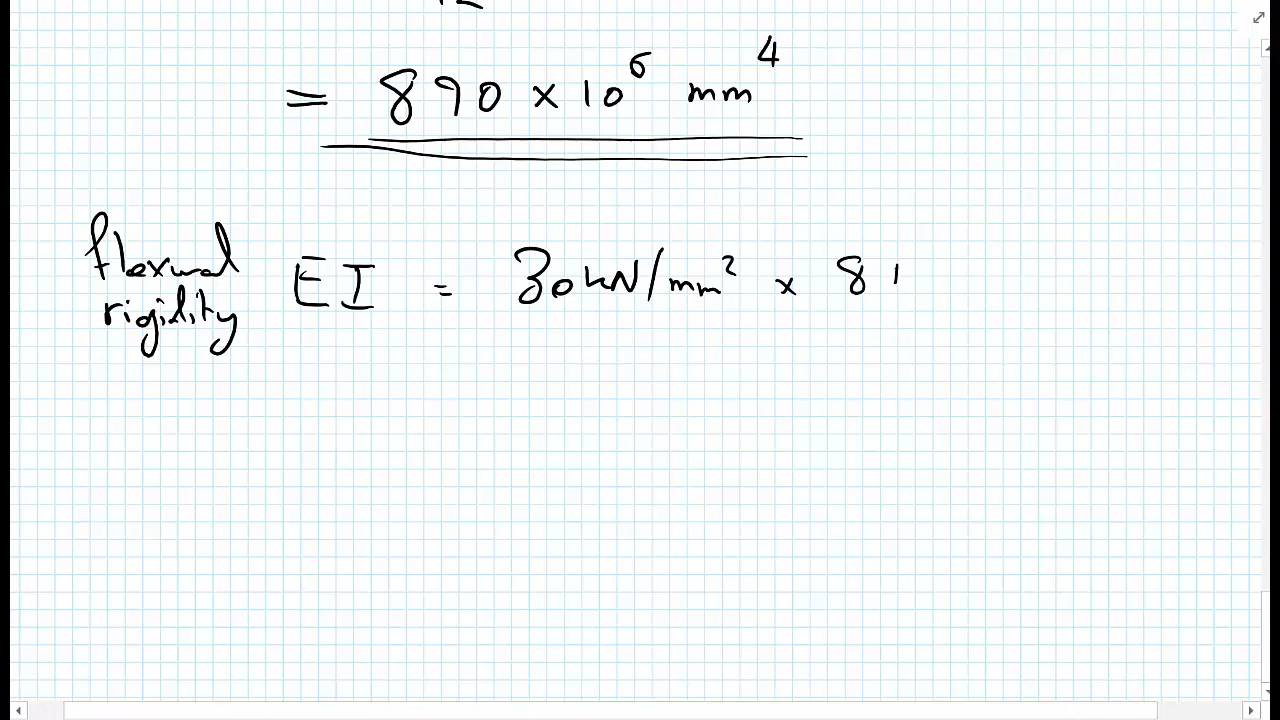 = 890 × 10⁶ mm⁴
flexural
rigidity EI = 30kN/mm² × 8